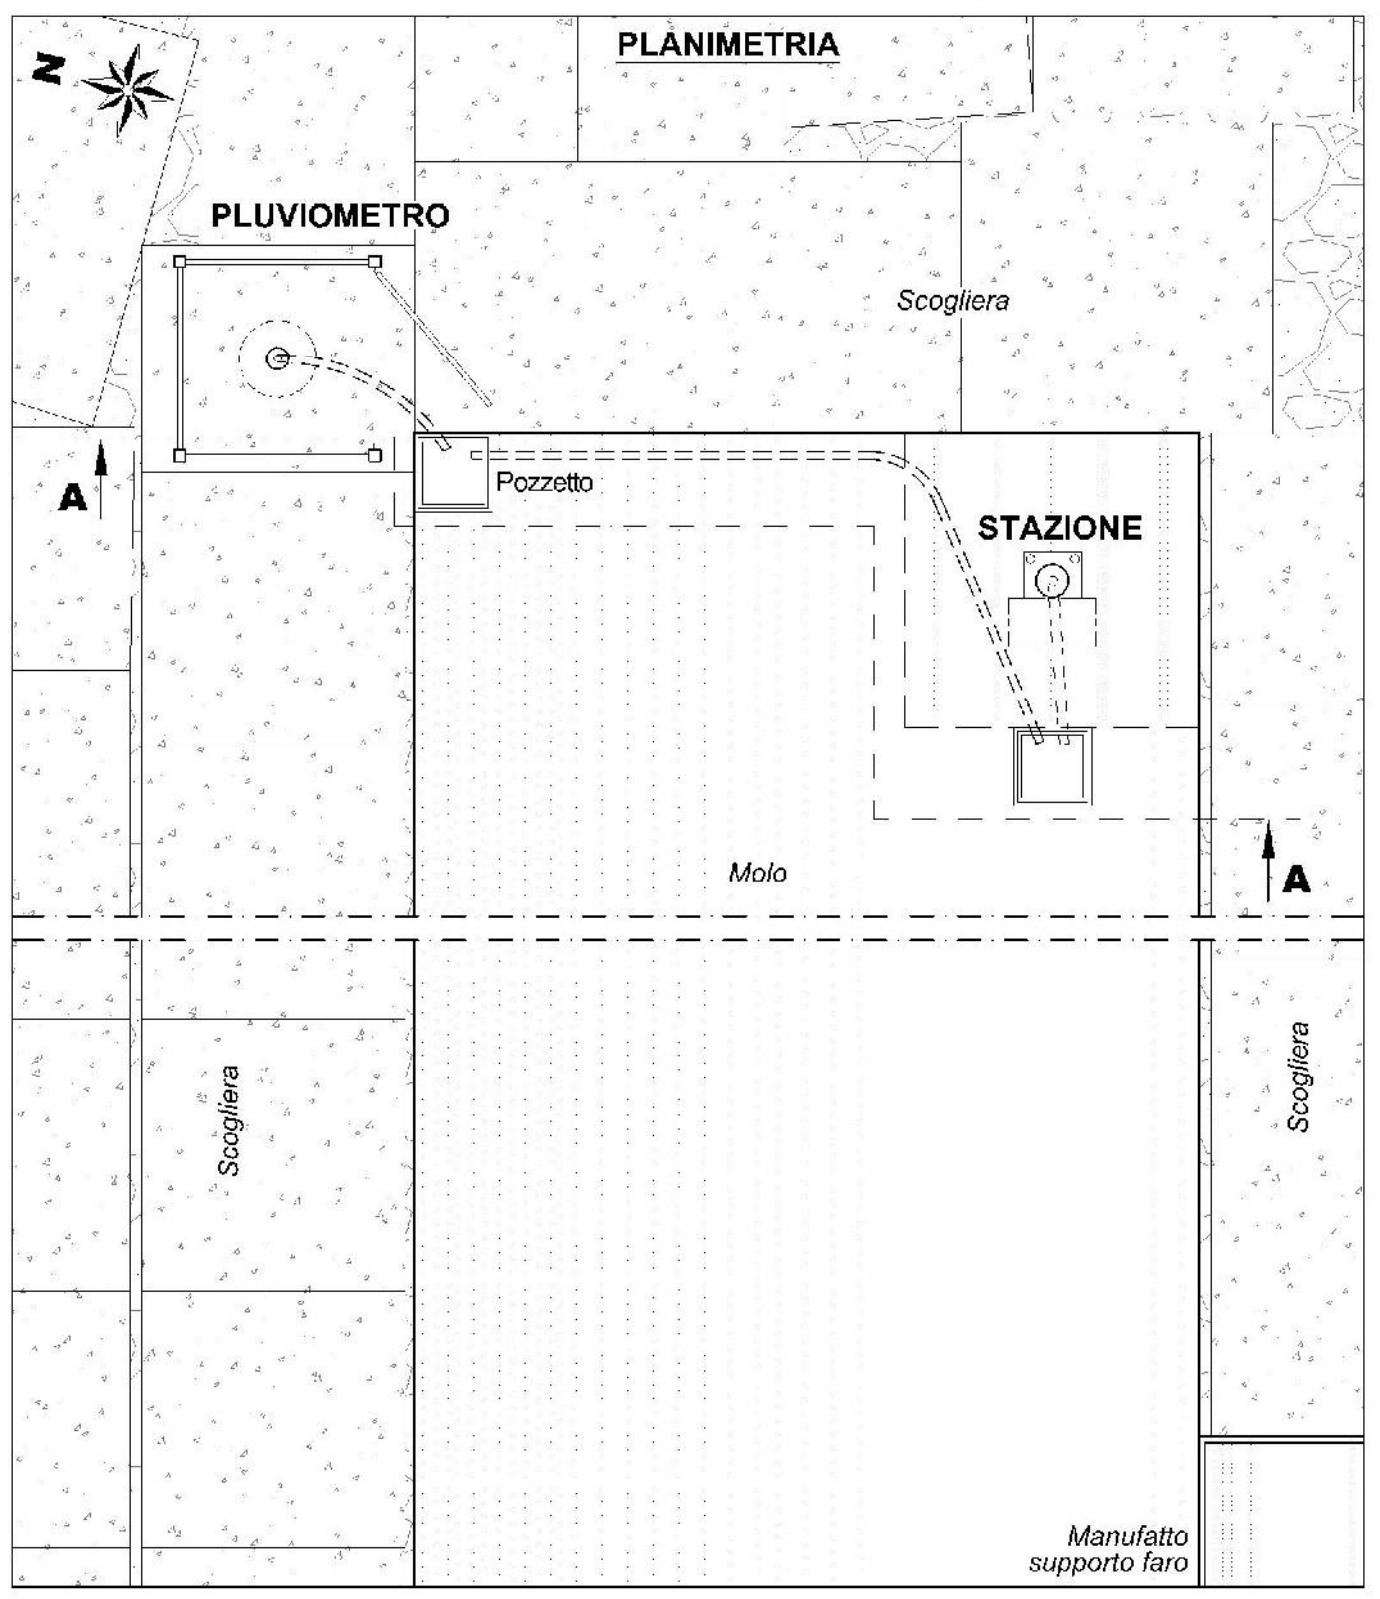 PLANIMETRIA
N
PLUVIOMETRO
Scogliera
A
Pozzetto
STAZIONE
Molo
A
Scogliera
Scogliera
Manufatto
supporto faro